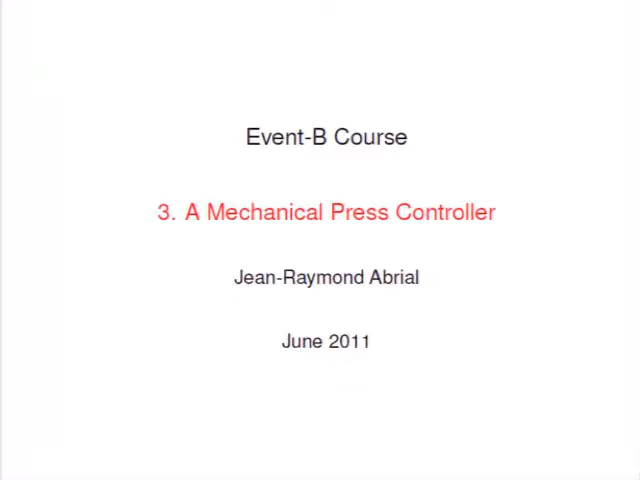 Event-B Course
3. A Mechanical Press Controller
Jean-Raymond Abrial
June 2011